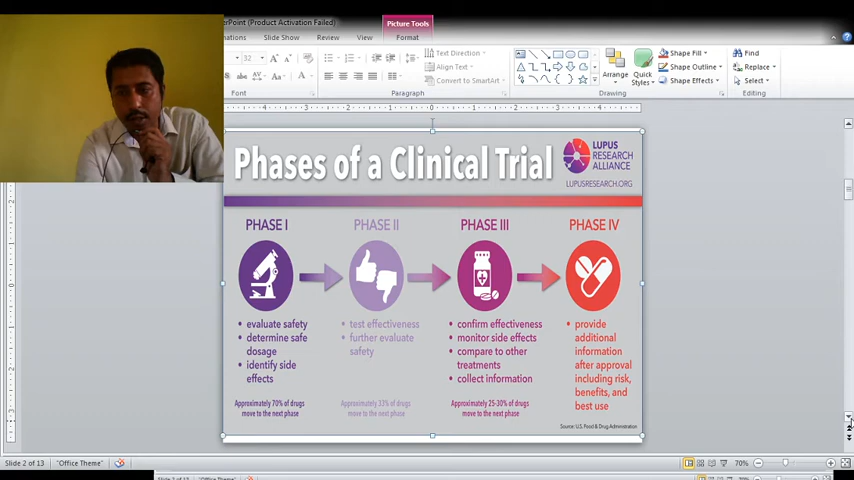 PowerPoint (Product Activation Failed)
Picture Tools
Slide Show
Review
View
Format
32
Text Direction
Align Text
Convert to SmartArt
Paragraph
Arrange
Quick
Styles
Shape Fill
Shape Outline
Shape Effects
Drawing
Find
Replace
Select
Editing
Phases of a Clinical Trial
LUPUS
RESEARCH
ALLIANCE
LUPUSRESEARCH.ORG
PHASE I
• evaluate safety
• determine safe
dosage
• identify side
effects
Approximately 70% of drugs
move to the next phase
PHASE II
• test effectiveness
• further evaluate
safety
Approximately 33% of drugs
move to the next phase
PHASE III
• confirm effectiveness
• monitor side effects
• compare to other
treatments
• collect information
Approximately 25-30% of drugs
move to the next phase
PHASE IV
• provide
additional
information
after approval
including risk,
benefits, and
best use
Source: U.S. Food & Drug Administration
Slide 2 of 13
"Office Theme"
70%